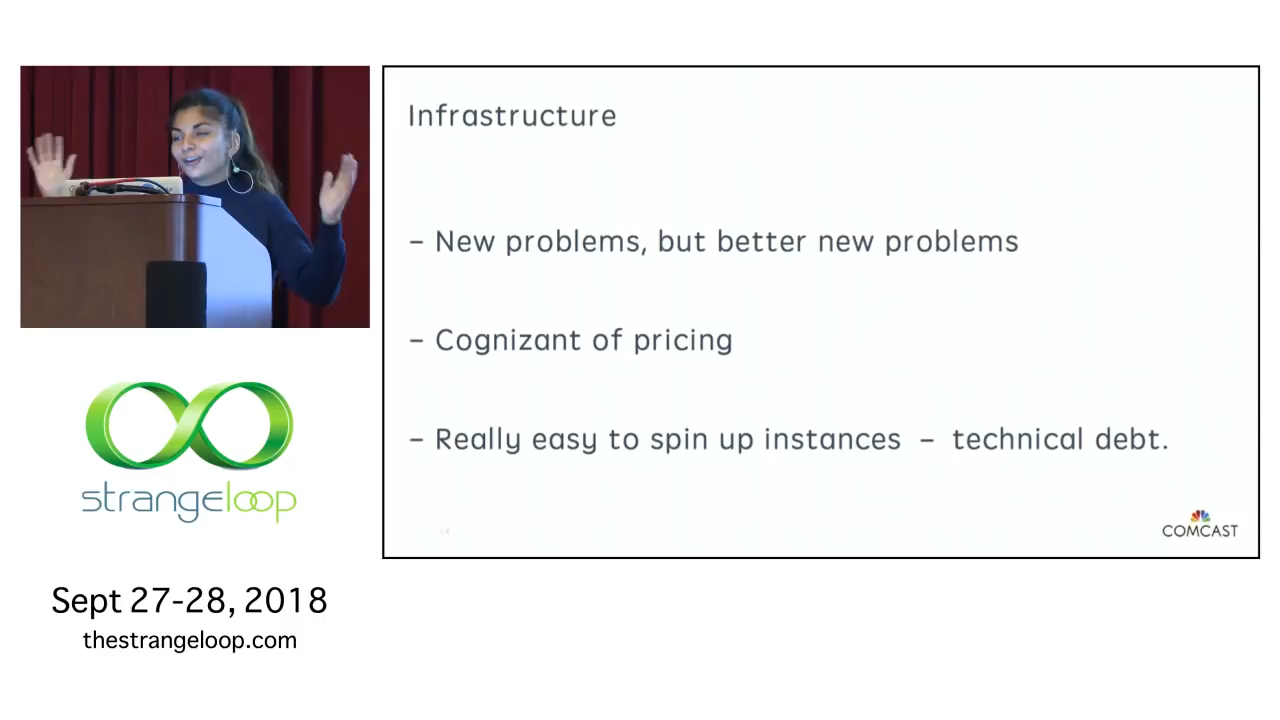 Infrastructure
– New problems, but better new problems
– Cognizant of pricing
– Really easy to spin up instances – technical debt.
COMCAST
strangeloop
Sept 27-28, 2018
thestrangeloop.com